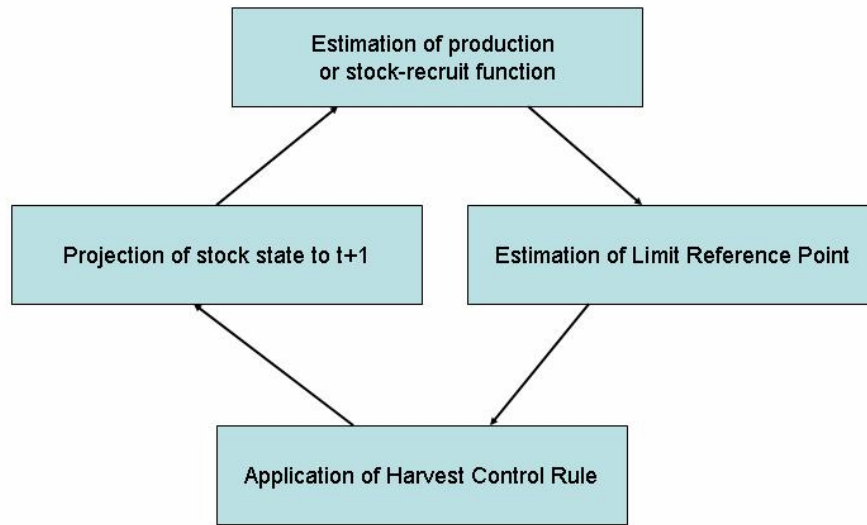 Estimation of production
or stock-recruit function
Projection of stock state to t+1
Estimation of Limit Reference Point
Application of Harvest Control Rule